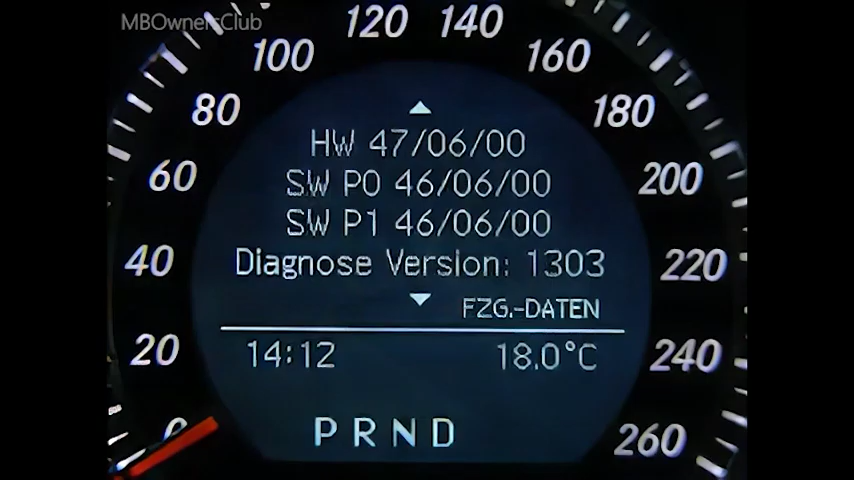 MBOwnersClub
120 140
100 160
80 180
HW 47/06/00
60 200
SW P0 46/06/00
SW P1 46/06/00
40 220
Diagnose Version: 1303
FZG.-DATEN
20 240
14:12 18.0°C
0 260
PRND